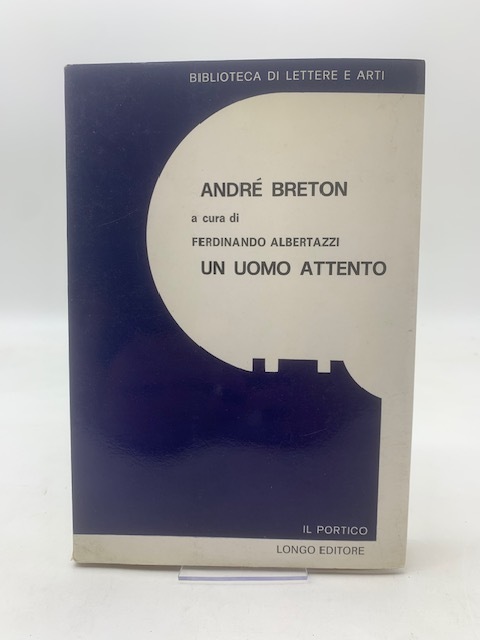 BIBLIOTECA DI LETTERE E ARTI
ANDRÉ BRETON
a cura di
FERDINANDO ALBERTAZZI
UN UOMO ATTENTO
IL PORTICO
LONGO EDITORE